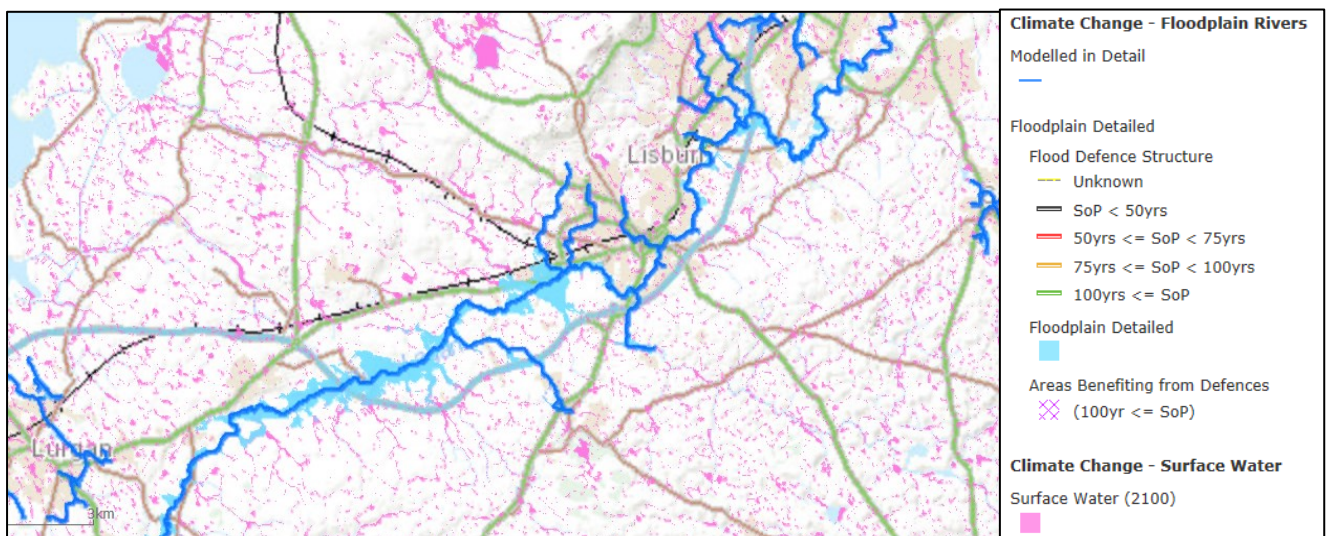 Lisburn
Lurgan
3km
Climate Change - Floodplain Rivers
Modelled in Detail
Floodplain Detailed
Flood Defence Structure
Unknown
SoP < 50yrs
50yrs <= SoP < 75yrs
75yrs <= SoP < 100yrs
100yrs <= SoP
Floodplain Detailed
Areas Benefiting from Defences
(100yr <= SoP)
Climate Change - Surface Water
Surface Water (2100)